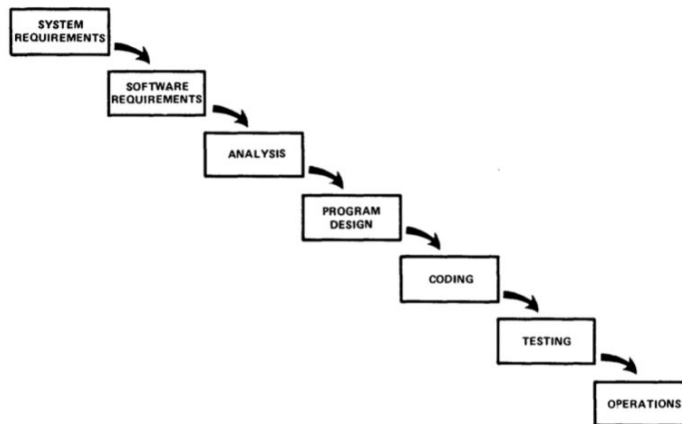 SYSTEM
REQUIREMENTS
SOFTWARE
REQUIREMENTS
ANALYSIS
PROGRAM
DESIGN
CODING
TESTING
OPERATIONS